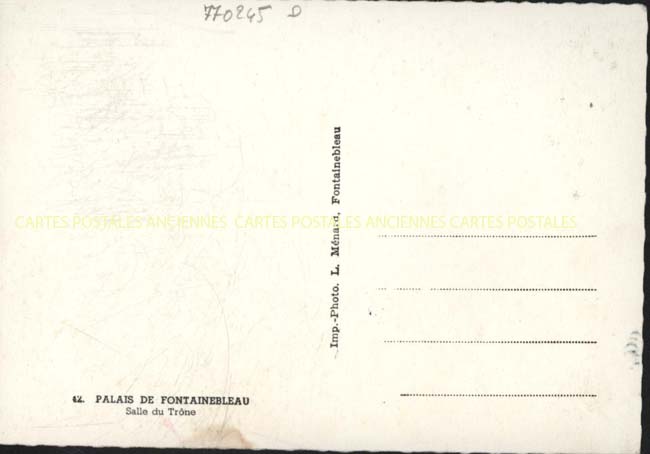 770245 D
Imp.-Photo. L. Ménard, Fontainebleau
CARTES POSTALES ANCIENNES CARTES POSTALES ANCIENNES CARTES POSTALES
42. PALAIS DE FONTAINEBLEAU
Salle du Trône